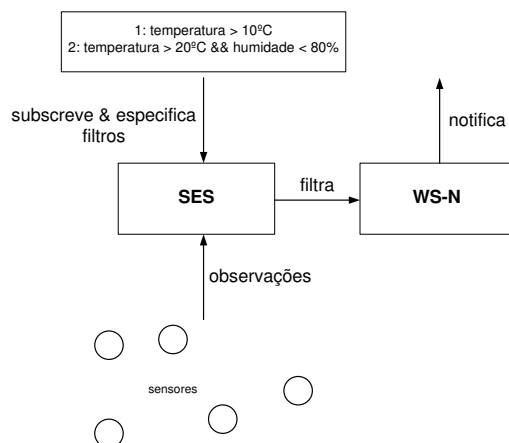 1: temperatura > 10ºC
2: temperatura > 20ºC && humidade < 80%
subscreve & especifica
filtros
notifica
SES
filtra
WS-N
observações
sensores